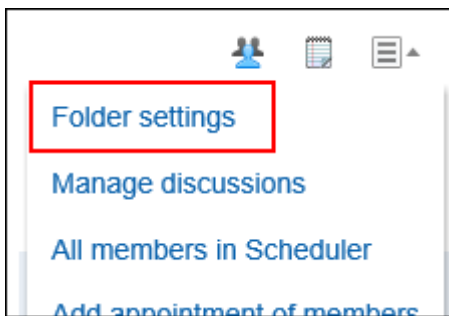 Folder settings
Manage discussions
All members in Scheduler
Add appointment of members